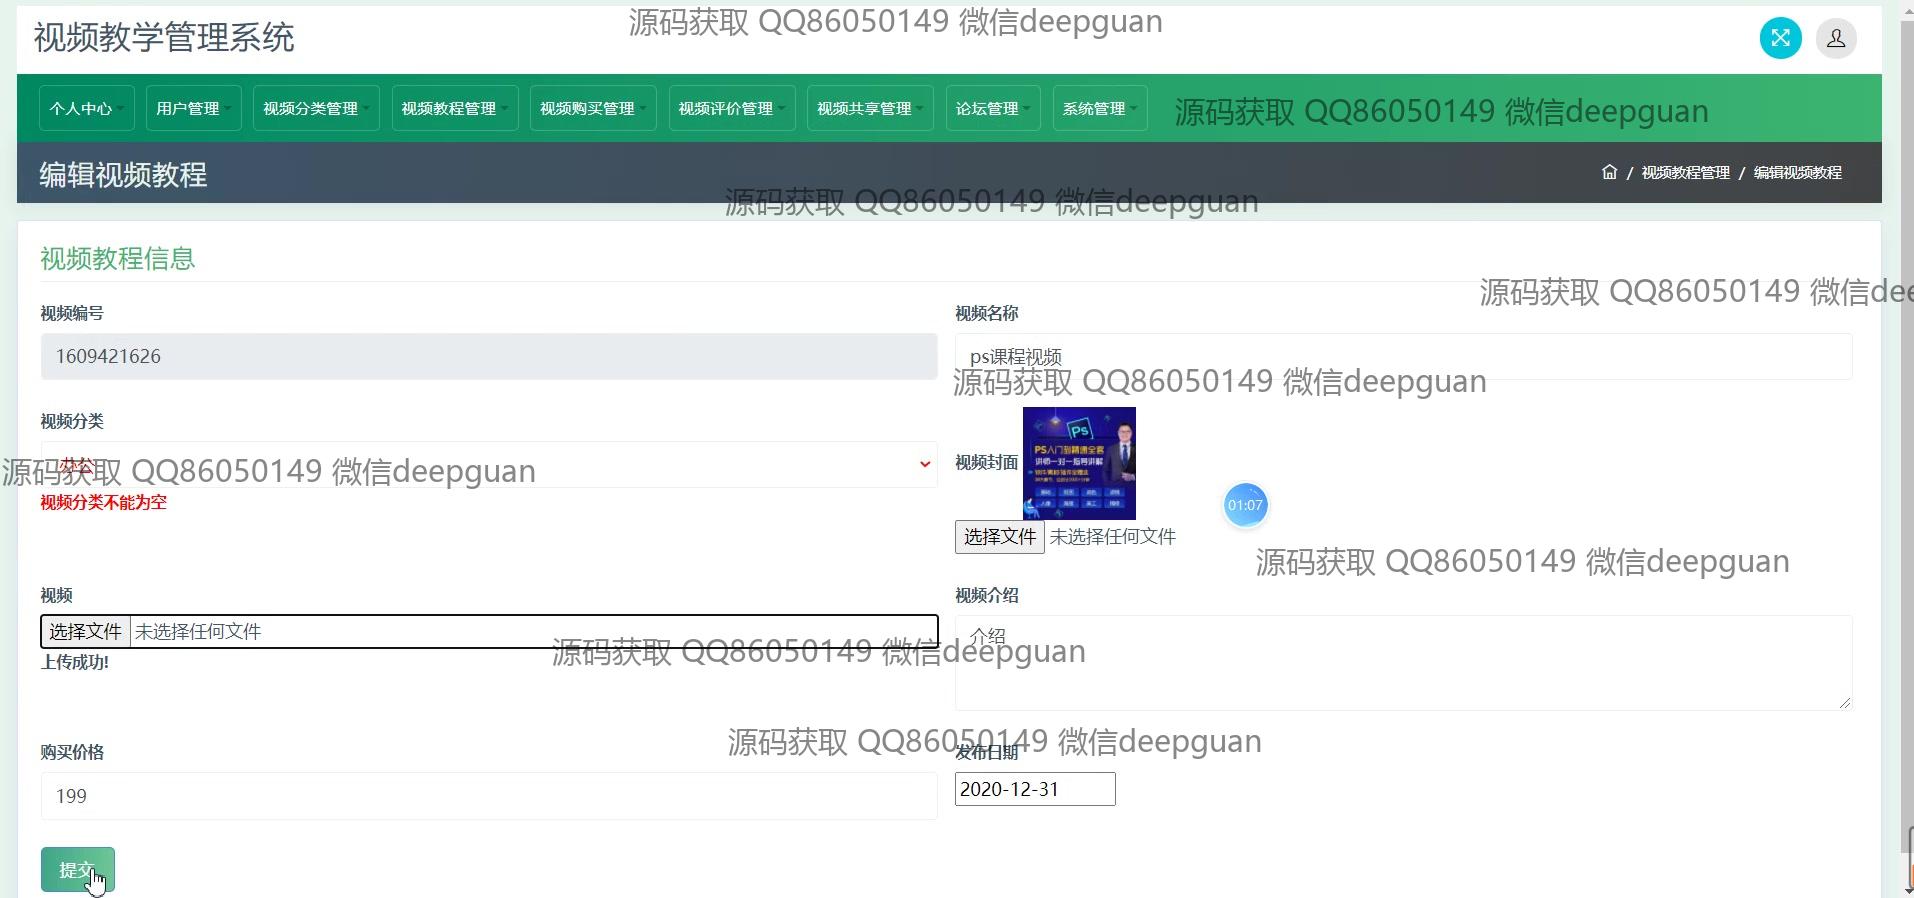 源码获取 QQ86050149 微信deepguan
视频教学管理系统
个人中心 用户管理 视频分类管理 视频教程管理 视频购买管理 视频评价管理 视频共享管理 论坛管理 系统管理
源码获取 QQ86050149 微信deepguan
编辑视频教程
/ 视频教程管理 / 编辑视频教程
源码获取 QQ86050149 微信deepguan
视频教程信息
源码获取 QQ86050149 微信dee
视频编号
视频名称
1609421626
ps课程视频
源码获取 QQ86050149 微信deepguan
视频分类
办公
源码获取 QQ86050149 微信deepguan
视频分类不能为空
视频封面
Ps
PS入门到精通全套
讲师一对一指导讲解
01:07
选择文件 未选择任何文件
源码获取 QQ86050149 微信deepguan
视频
视频介绍
选择文件 未选择任何文件
介绍
源码获取 QQ86050149 微信deepguan
上传成功!
源码获取 QQ86050149 微信deepguan
购买价格
发布日期
199
2020-12-31
提交